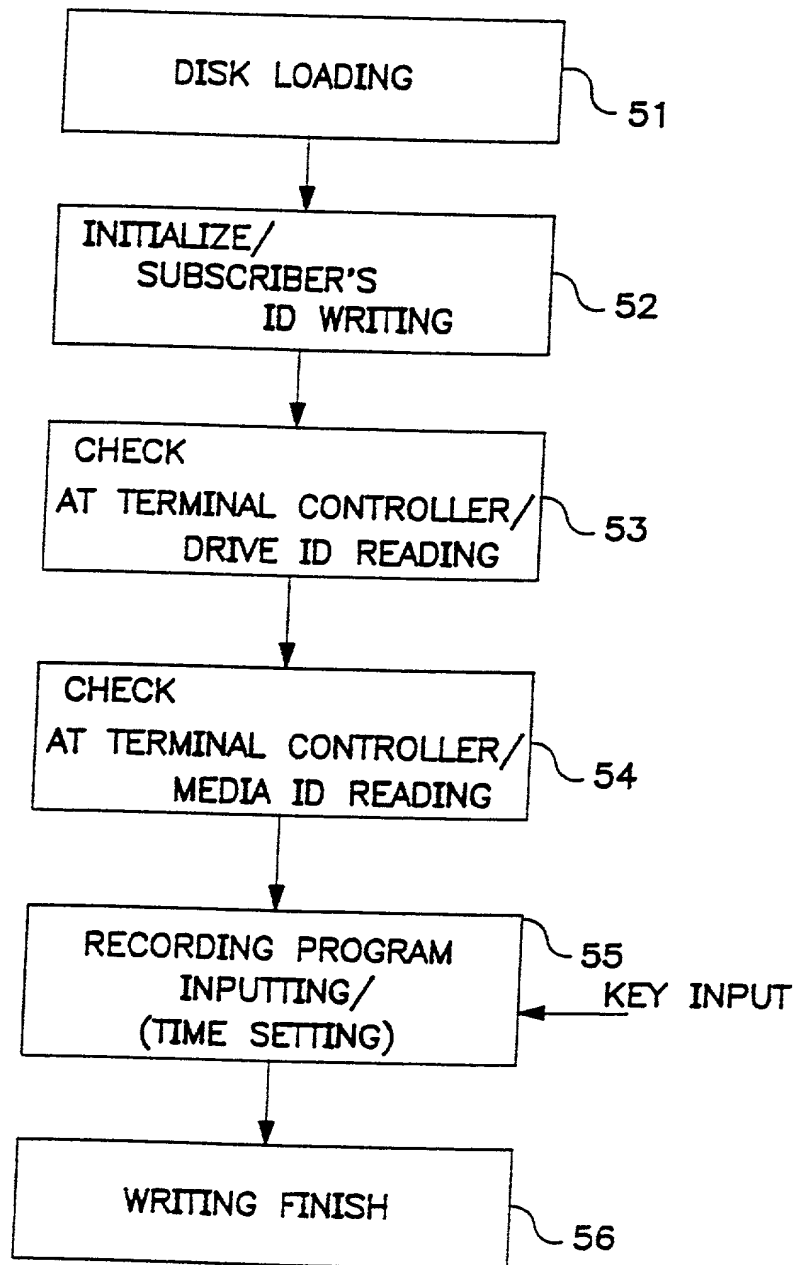 DISK LOADING
51
INITIALIZE/
SUBSCRIBER'S
ID WRITING
52
CHECK
AT TERMINAL CONTROLLER/
DRIVE ID READING
53
CHECK
AT TERMINAL CONTROLLER/
MEDIA ID READING
54
RECORDING PROGRAM
INPUTTING/
(TIME SETTING)
55
KEY INPUT
WRITING FINISH
56